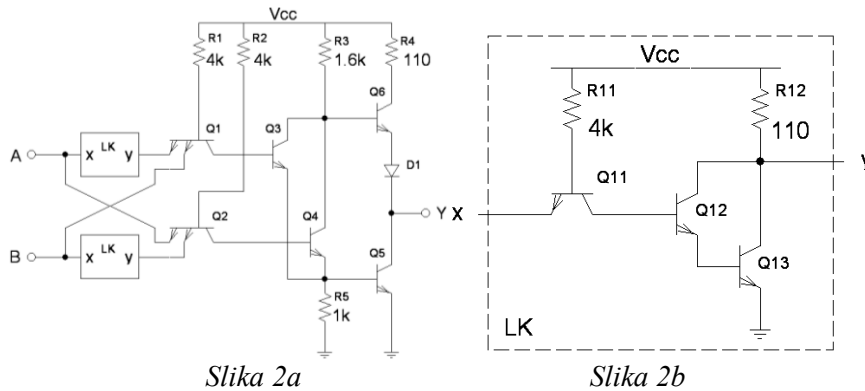 Vcc
R1
4k
R2
4k
R3
1.6k
R4
110
Q6
D1
Q1
Q3
A
x LK y
Q2
Q4
Y
B
x LK y
Q5
R5
1k
Slika 2a
Vcc
R11
4k
R12
110
Y
Q11
Q12
X
Q13
LK
Slika 2b